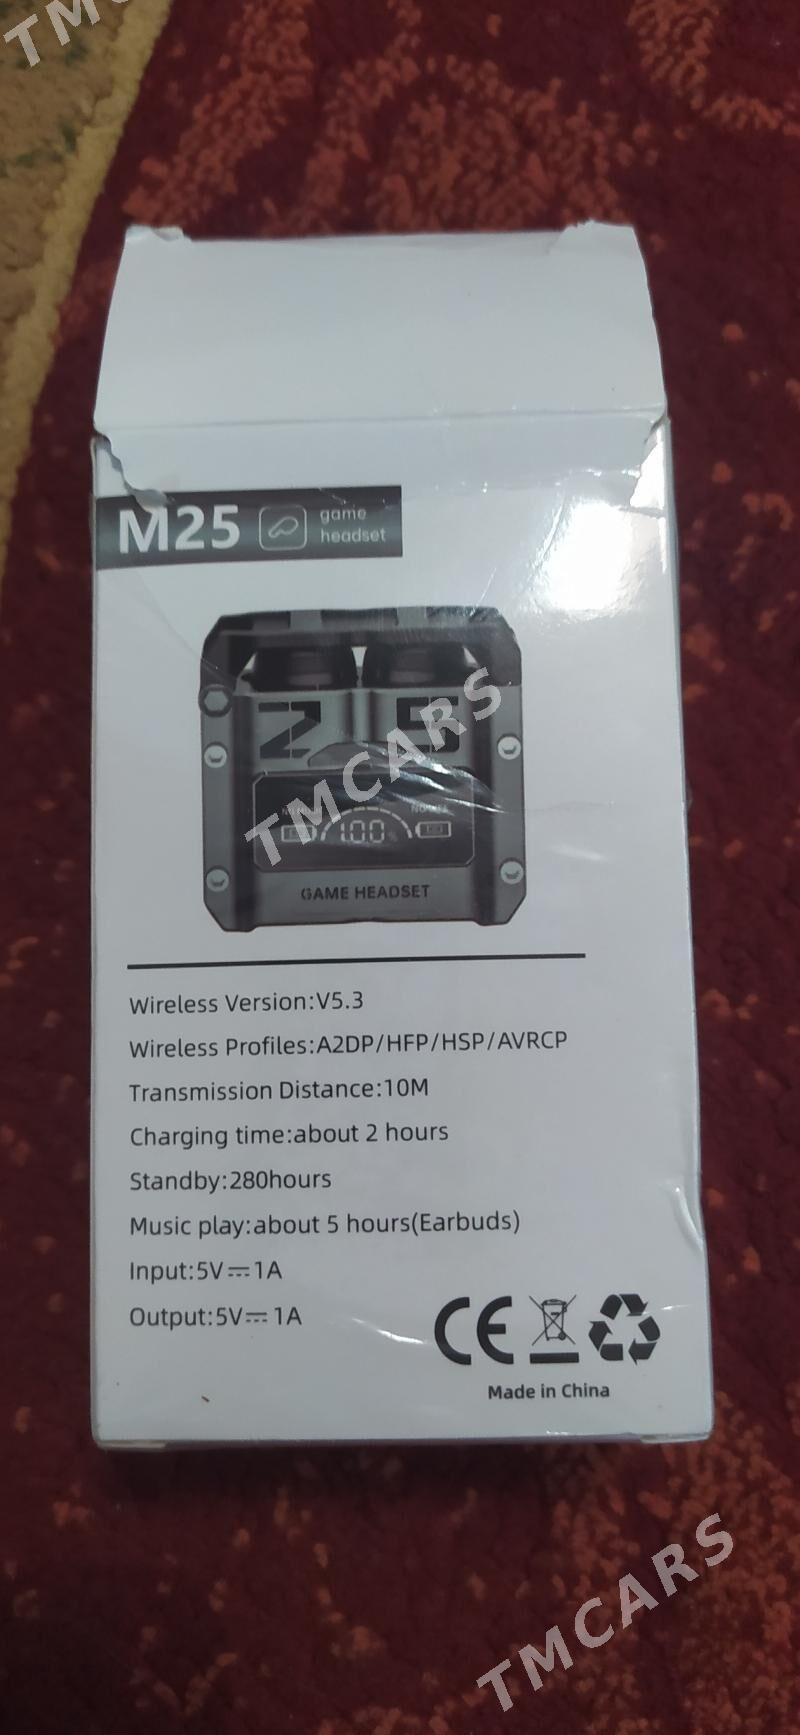 TMCARS
M25
game
headset
TMCARS
100
GAME HEADSET
Wireless Version:V5.3
Wireless Profiles:A2DP/HFP/HSP/AVRCP
Transmission Distance:10M
Charging time:about 2 hours
Standby:280hours
Music play:about 5 hours(Earbuds)
Input:5V⎓1A
Output:5V⎓ 1A
CE
Made in China
TMCARS